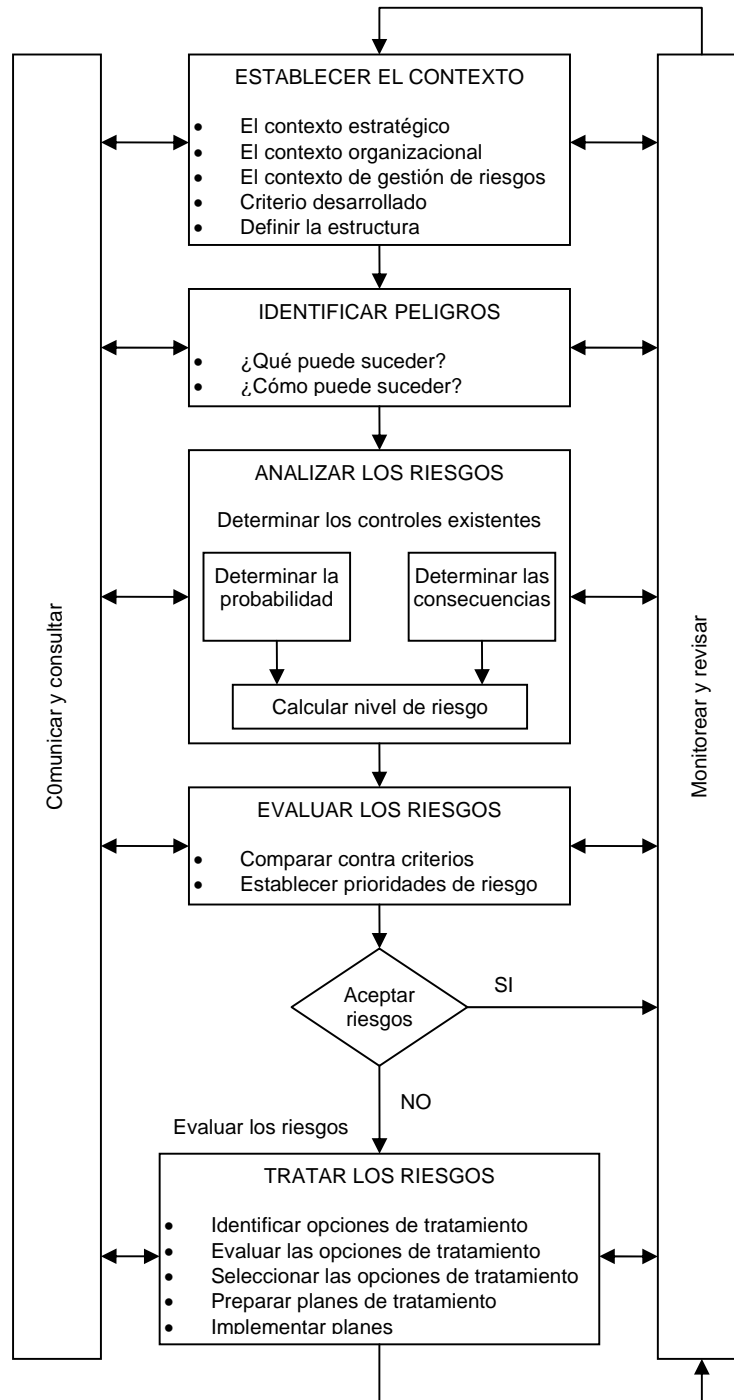 ESTABLECER EL CONTEXTO
• El contexto estratégico
• El contexto organizacional
• El contexto de gestión de riesgos
• Criterio desarrollado
• Definir la estructura
IDENTIFICAR PELIGROS
• ¿Qué puede suceder?
• ¿Cómo puede suceder?
ANALIZAR LOS RIESGOS
Determinar los controles existentes
Determinar la
probabilidad
Determinar las
consecuencias
Calcular nivel de riesgo
C0municar y consultar
Monitorear y revisar
EVALUAR LOS RIESGOS
• Comparar contra criterios
• Establecer prioridades de riesgo
Aceptar
riesgos
SI
NO
Evaluar los riesgos
TRATAR LOS RIESGOS
• Identificar opciones de tratamiento
• Evaluar las opciones de tratamiento
• Seleccionar las opciones de tratamiento
• Preparar planes de tratamiento
• Implementar planes